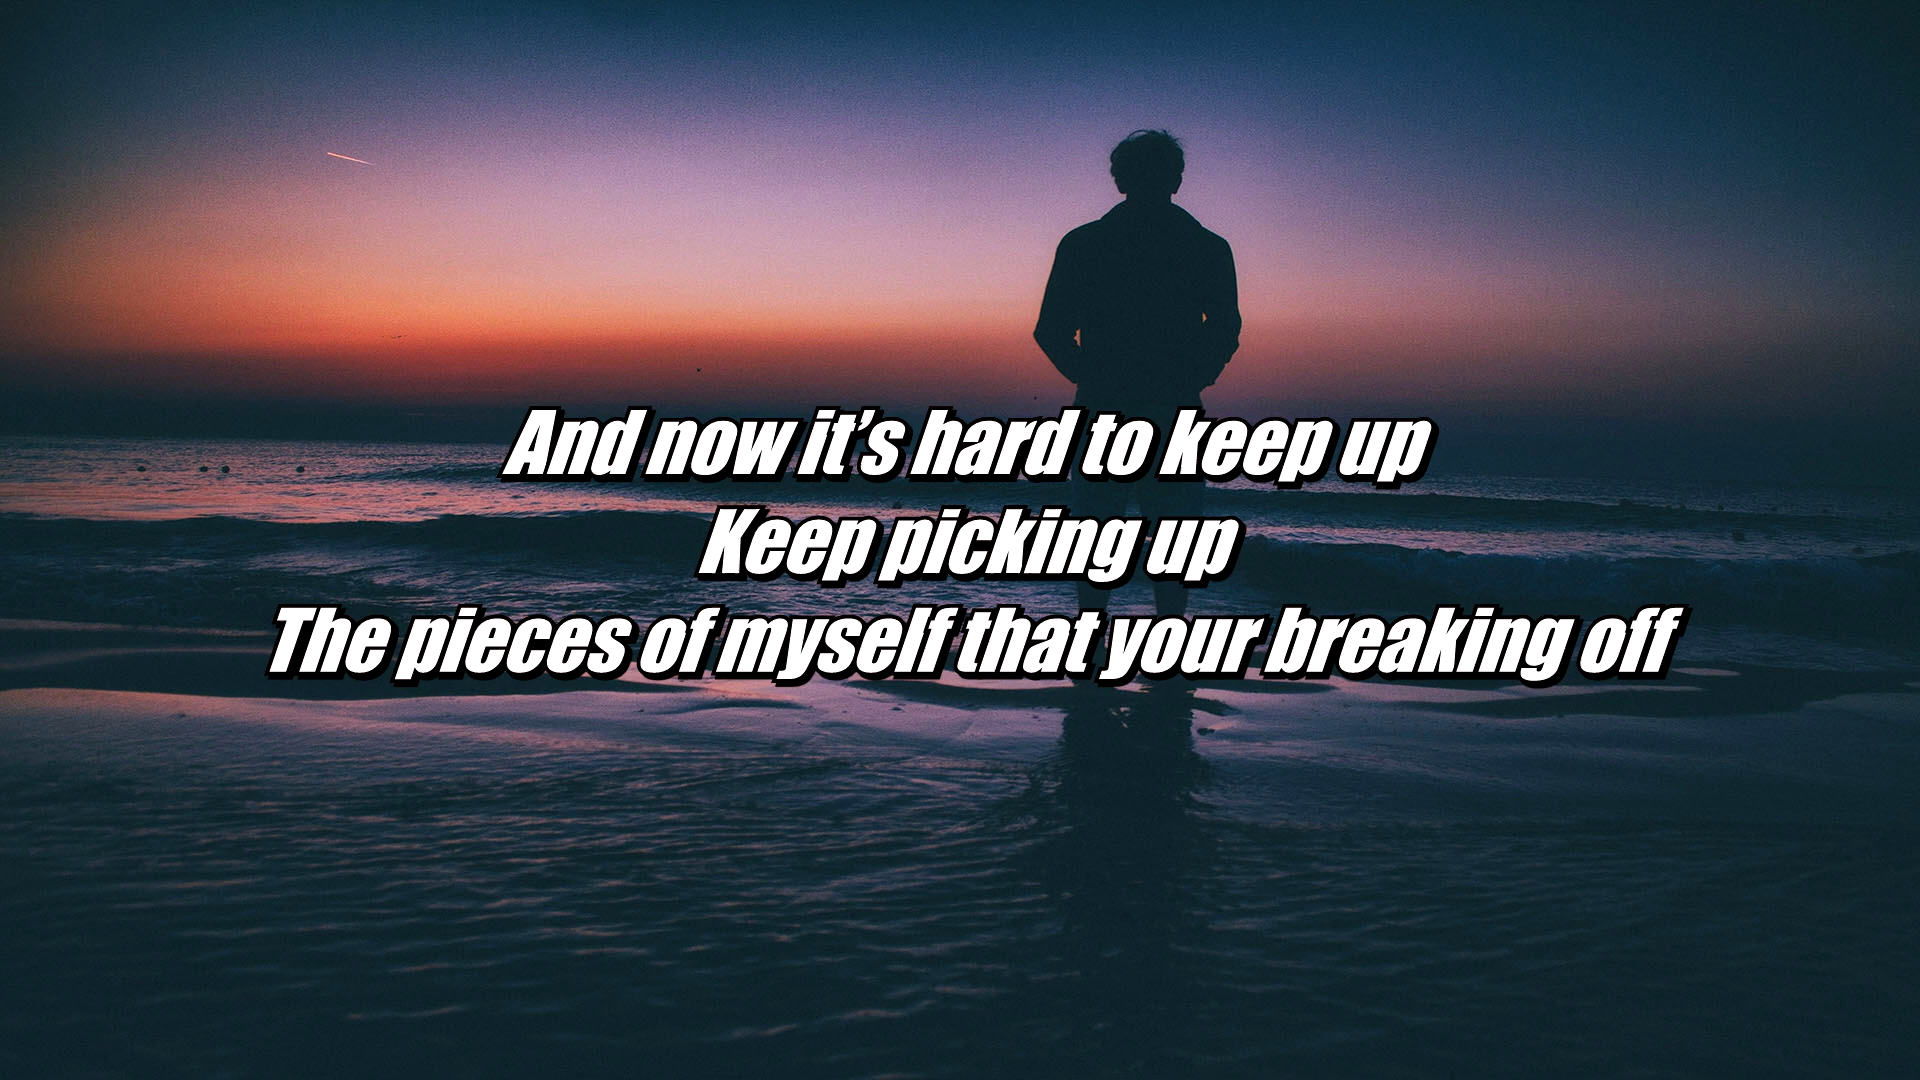 And now it’s hard to keep up
Keep picking up
The pieces of myself that your breaking off